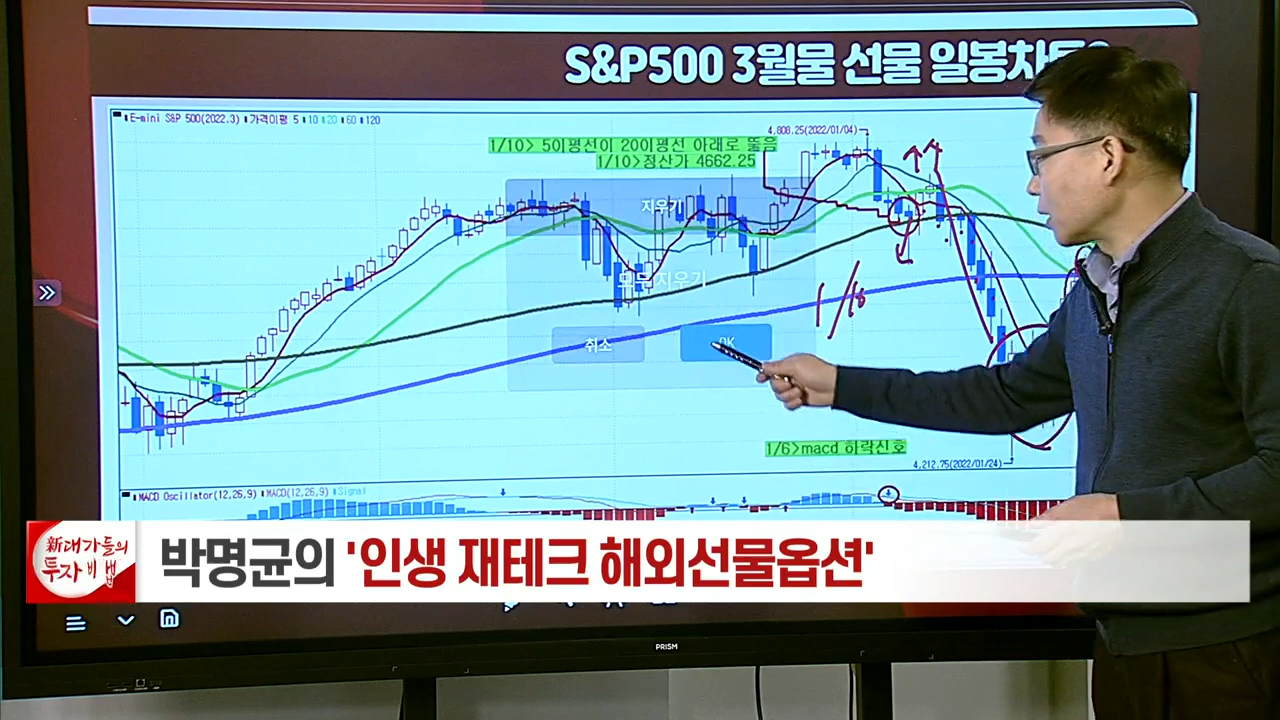 S&P500 3월물 선물 일봉차트
E-mini S&P 500(2022.3) 가격이평 5 10 20 60 120
4,808.25(2022/01/04)
1/10> 5이평선이 20이평선 아래로 뚫음
1/10>정산가 4662.25
지우기
모두지우기
취소
OK
1/10
1/6>macd 하락신호
4,212.75(2022/01/24)
MACD Oscillator(12,26,9) MACD(12,26,9) Signal
新대가들의
투자비법
박명균의 '인생 재테크 해외선물옵션'
PRISM